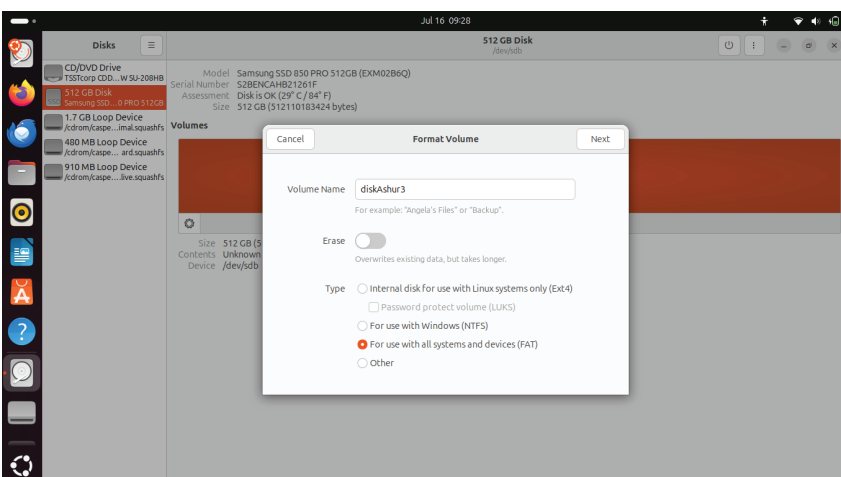 Jul 16 09:28
Disks
512 GB Disk
/dev/sdb
CD/DVD Drive
TSSTcorp CDD…W SU-208HB
512 GB Disk
Samsung SSD…0 PRO 512GB
1.7 GB Loop Device
/cdrom/caspe…imal.squashfs
480 MB Loop Device
/cdrom/caspe… ard.squashfs
910 MB Loop Device
/cdrom/caspe…live.squashfs
Model Samsung SSD 850 PRO 512GB (EXM02B6Q)
Serial Number S2BENCAHB21261F
Assessment Disk is OK (29° C / 84° F)
Size 512 GB (512110183424 bytes)
Volumes
Size 512 GB (5
Contents Unknown
Device /dev/sdb
Cancel
Format Volume
Next
Volume Name diskAshur3
For example: "Angela's Files" or "Backup".
Erase
Overwrites existing data, but takes longer.
Type Internal disk for use with Linux systems only (Ext4)
Password protect volume (LUKS)
For use with Windows (NTFS)
For use with all systems and devices (FAT)
Other